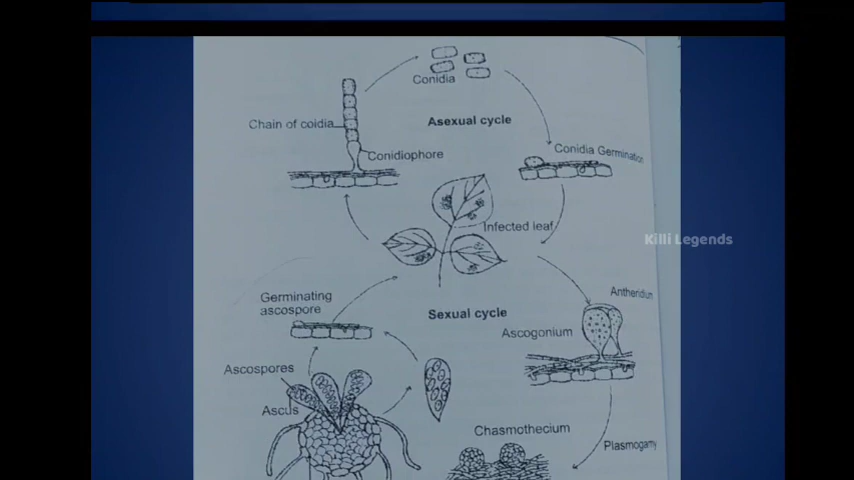 Conidia
Chain of coidia
Asexual cycle
Conidiophore
Conidia Germination
Infected leaf
Killi Legends
Germinating
ascospore
Antheridium
Sexual cycle
Ascogonium
Ascospores
Ascus
Chasmothecium
Plasmogamy